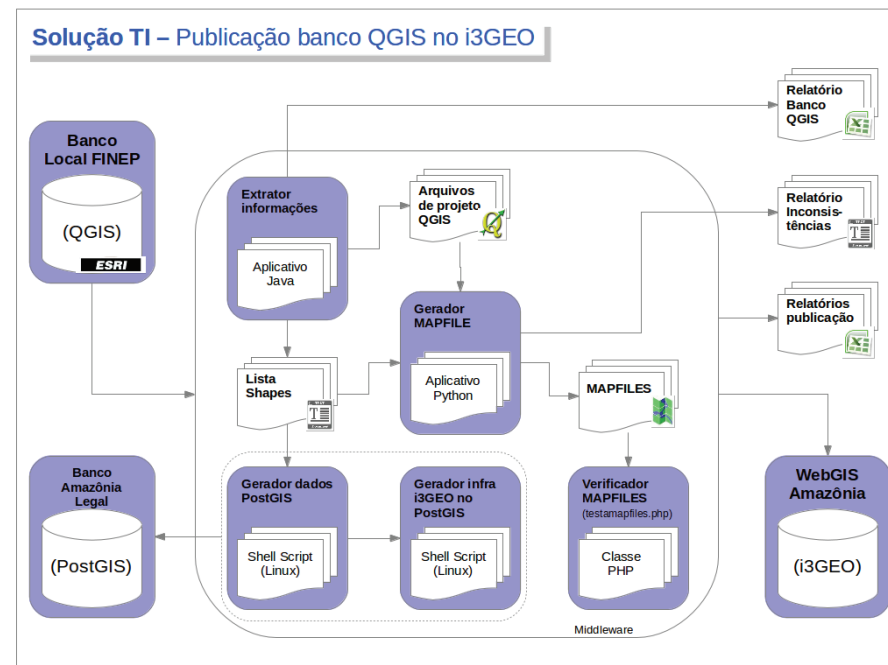 Solução TI – Publicação banco QGIS no i3GEO
Relatório
Banco
QGIS
Banco
Local FINEP
(QGIS)
ESRI
Extrator
informações
Aplicativo
Java
Arquivos
de projeto
QGIS
Relatório
Inconsis-
tências
Gerador
MAPFILE
Aplicativo
Python
Relatórios
publicação
Lista
Shapes
MAPFILES
Banco
Amazônia
Legal
(PostGIS)
Gerador dados
PostGIS
Shell Script
(Linux)
Gerador infra
i3GEO no
PostGIS
Shell Script
(Linux)
Verificador
MAPFILES
(testamapfiles.php)
Classe
PHP
WebGIS
Amazônia
(i3GEO)
Middleware